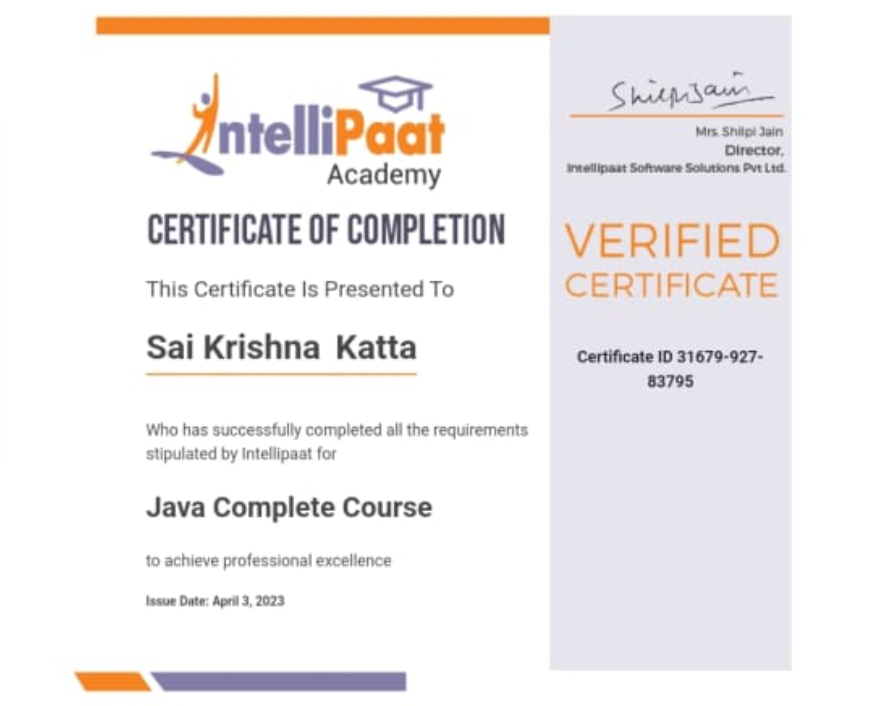 IntelliPaat
Academy
CERTIFICATE OF COMPLETION
This Certificate Is Presented To
Sai Krishna Katta
Who has successfully completed all the requirements
stipulated by Intellipaat for
Java Complete Course
to achieve professional excellence
Issue Date: April 3, 2023
Shilpi Jain
Mrs. Shilpi Jain
Director,
Intellipaat Software Solutions Pvt Ltd.
VERIFIED
CERTIFICATE
Certificate ID 31679-927-
83795